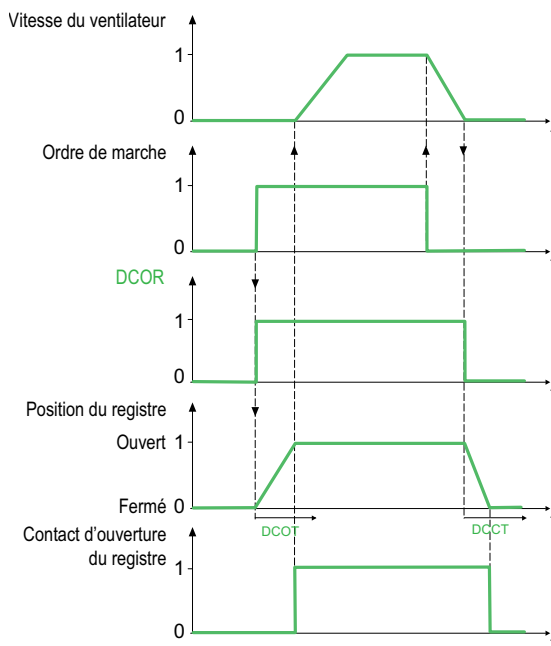 Vitesse du ventilateur
1
0
t
Ordre de marche
1
0
t
DCOR
1
0
t
Position du registre
Ouvert 1
Fermé 0
t
DCOT
DCCT
Contact d’ouverture
du registre
1
0
t